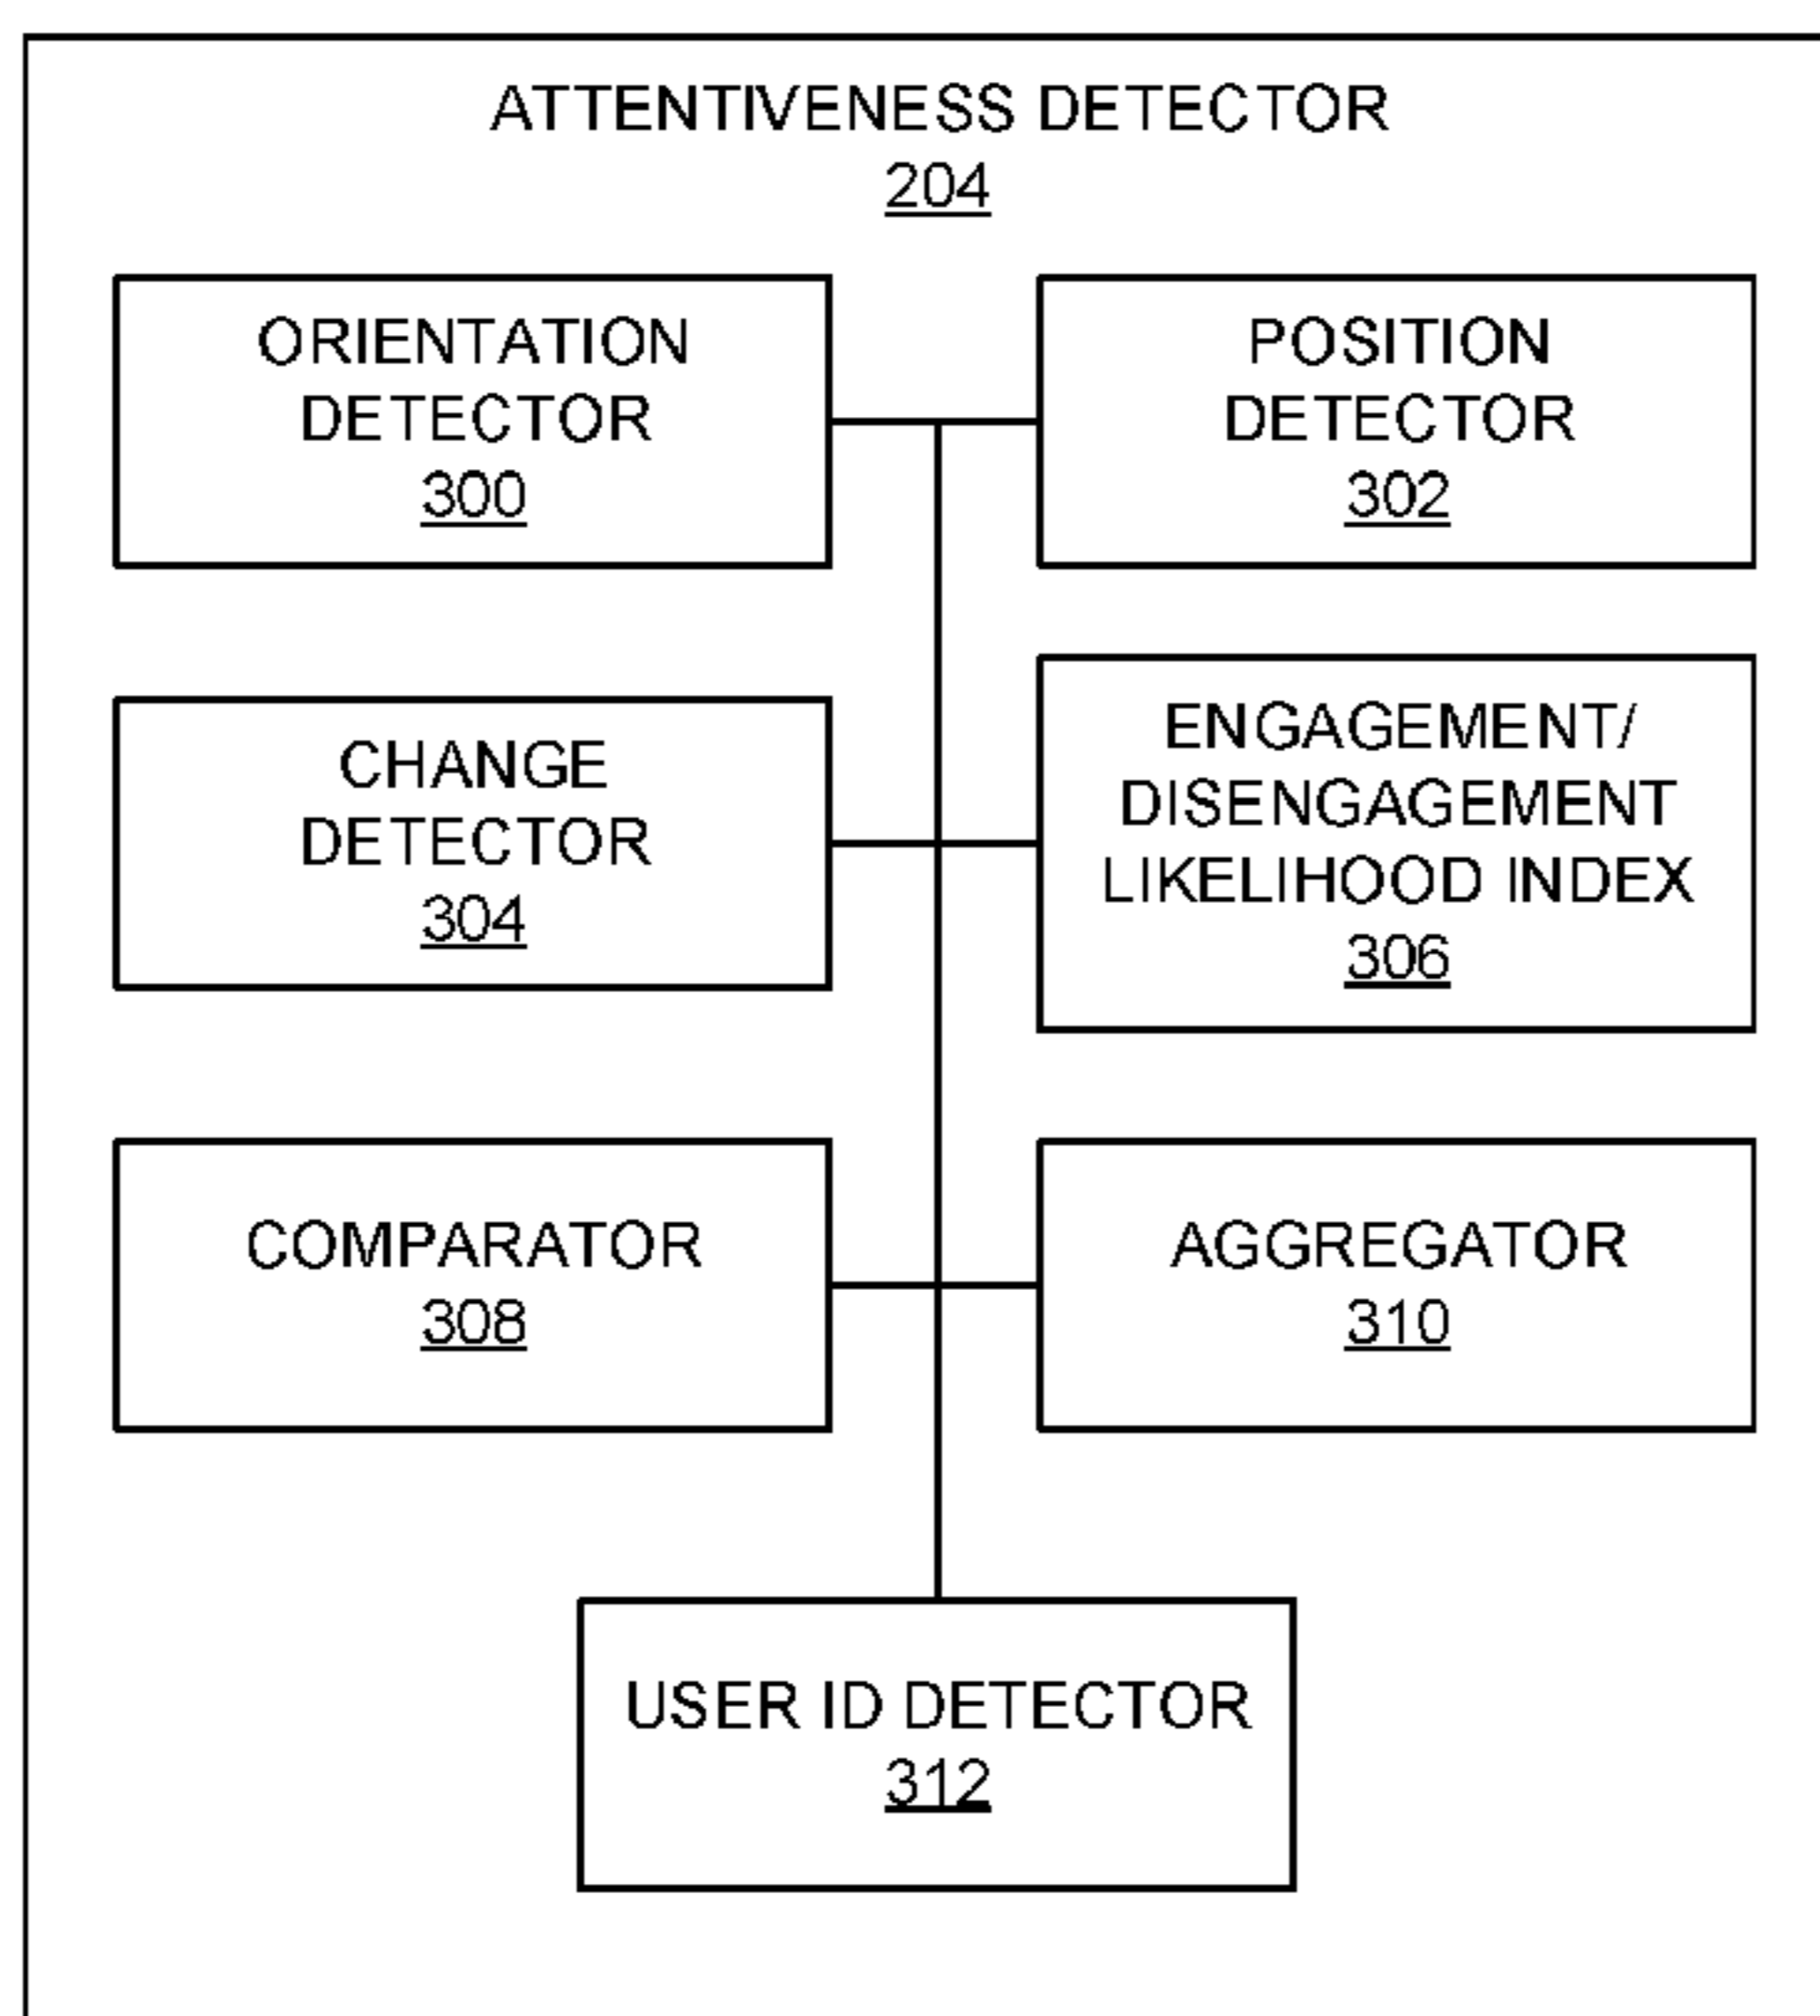 ATTENTIVENESS DETECTOR
204
ORIENTATION
DETECTOR
300
POSITION
DETECTOR
302
CHANGE
DETECTOR
304
ENGAGEMENT/
DISENGAGEMENT
LIKELIHOOD INDEX
306
COMPARATOR
308
AGGREGATOR
310
USER ID DETECTOR
312